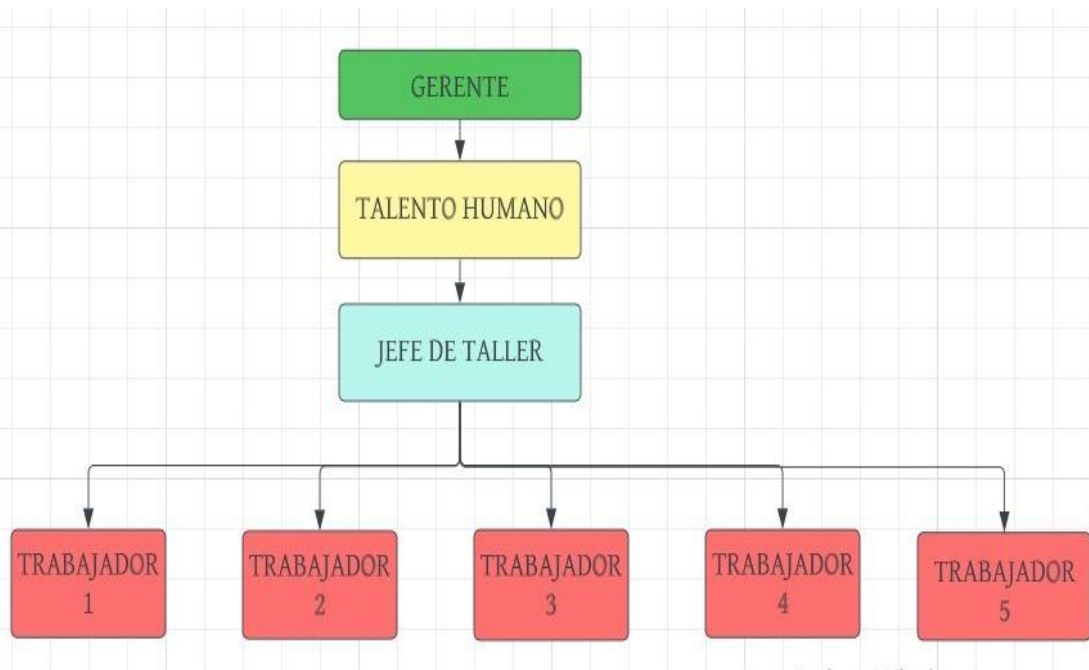 GERENTE
TALENTO HUMANO
JEFE DE TALLER
TRABAJADOR
1
TRABAJADOR
2
TRABAJADOR
3
TRABAJADOR
4
TRABAJADOR
5